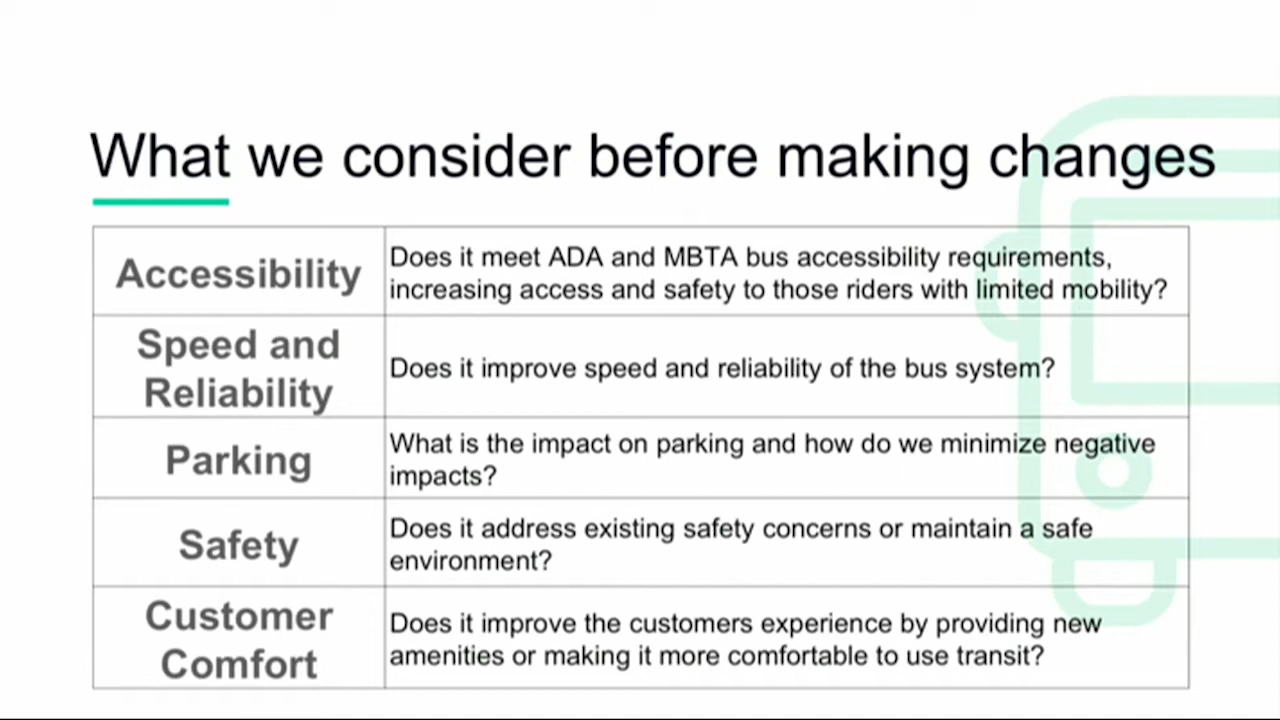 What we consider before making changes
Accessibility
Does it meet ADA and MBTA bus accessibility requirements,
increasing access and safety to those riders with limited mobility?
Speed and
Reliability
Does it improve speed and reliability of the bus system?
Parking
What is the impact on parking and how do we minimize negative
impacts?
Safety
Does it address existing safety concerns or maintain a safe
environment?
Customer
Comfort
Does it improve the customers experience by providing new
amenities or making it more comfortable to use transit?